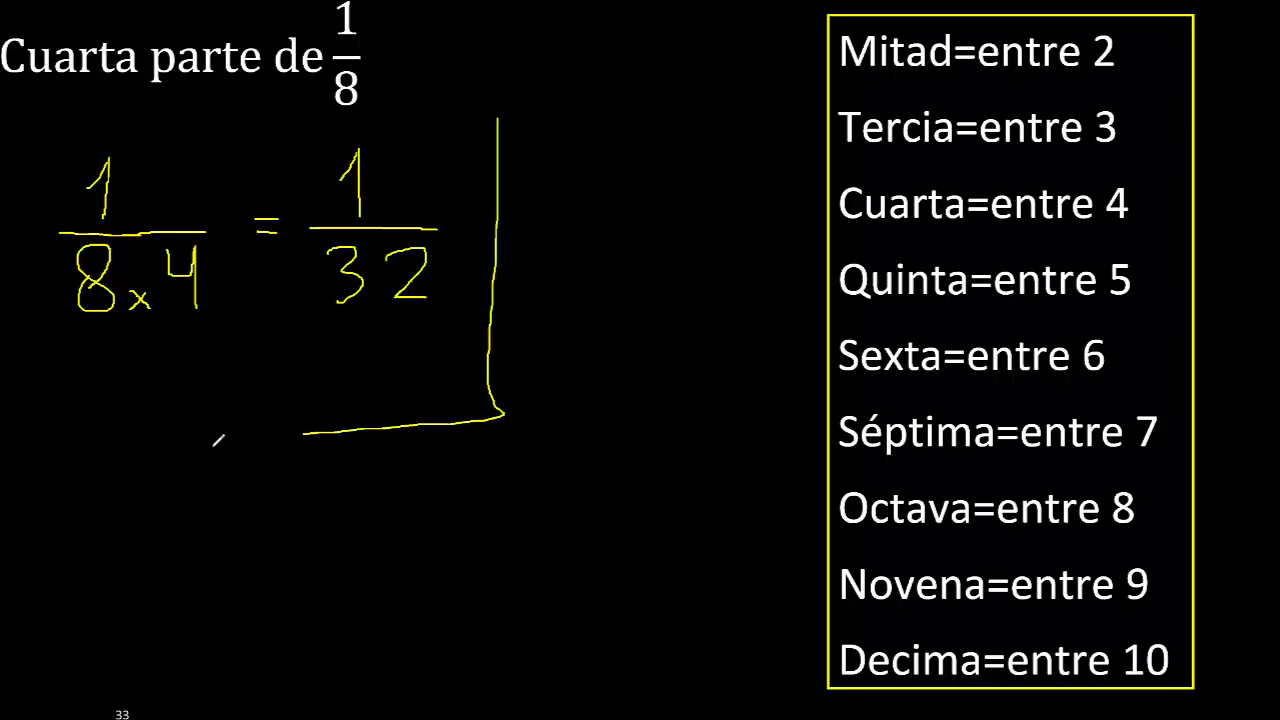 Cuarta parte de 1/8
1/8x4 = 1/32
Mitad=entre 2
Tercia=entre 3
Cuarta=entre 4
Quinta=entre 5
Sexta=entre 6
Séptima=entre 7
Octava=entre 8
Novena=entre 9
Decima=entre 10
33